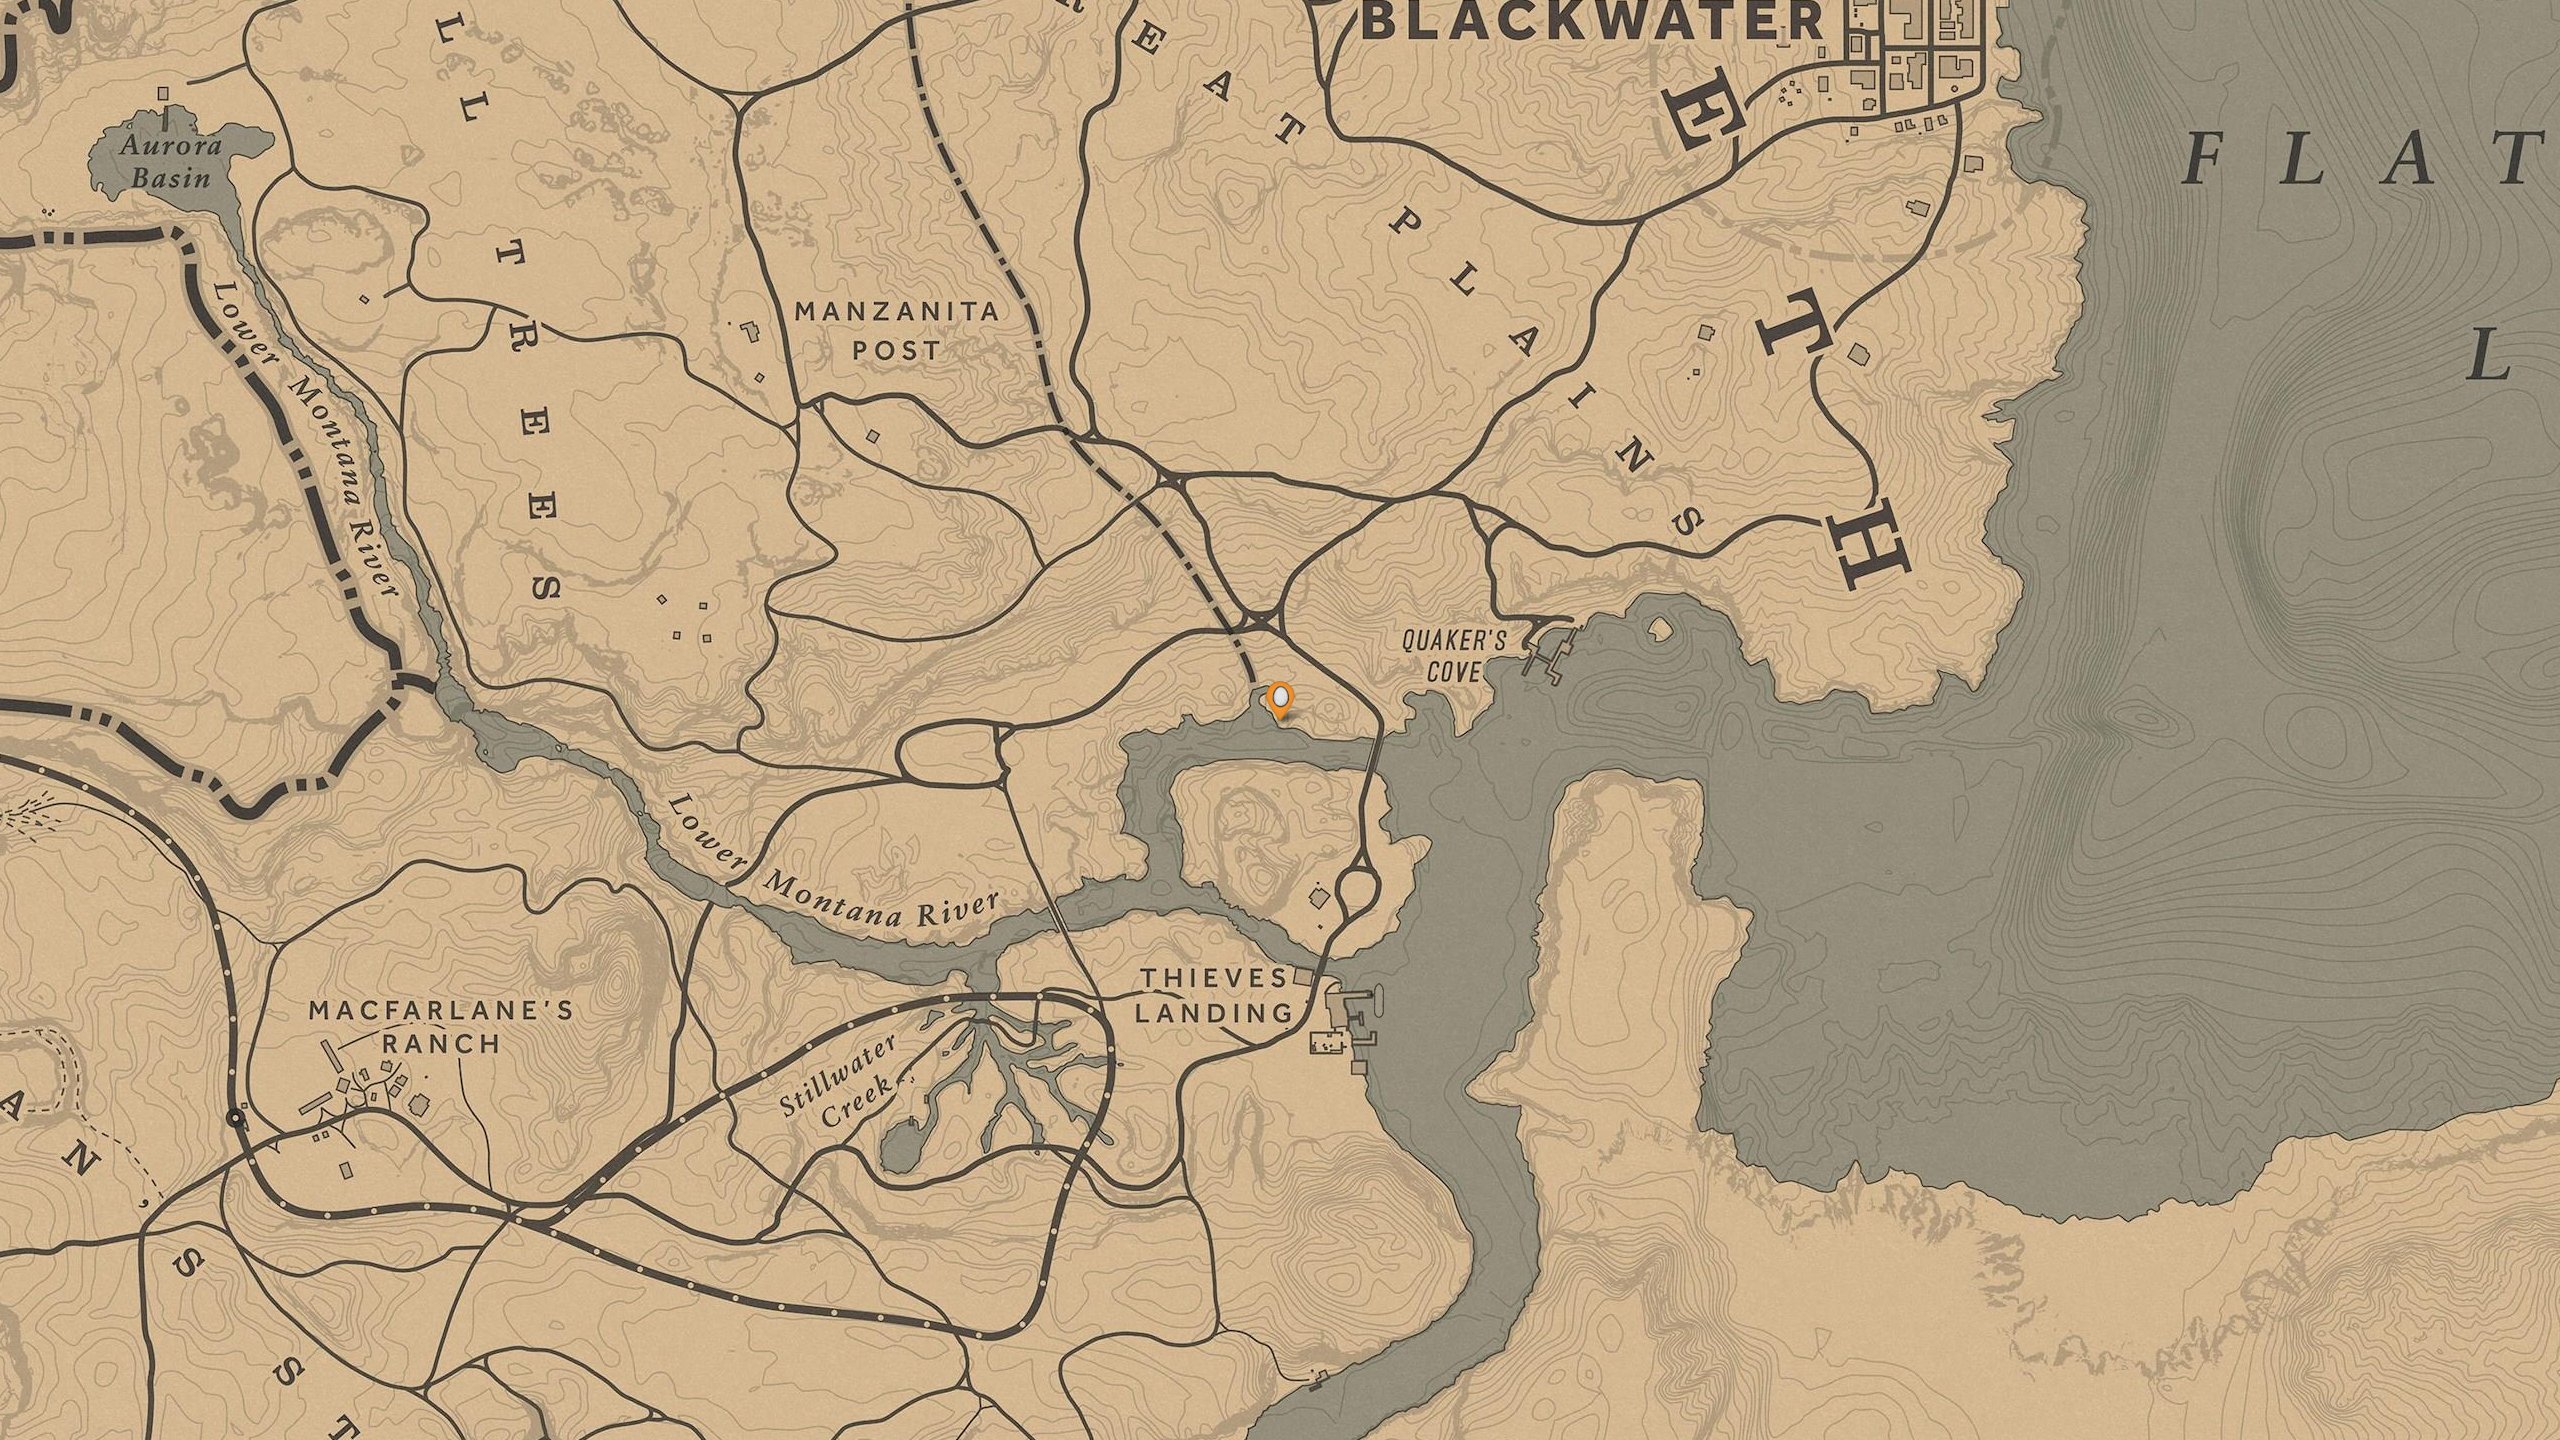 BLACKWATER
L L T R E E S
E A T P L A I N S
E T H
F L A T
L
Aurora
Basin
Lower Montana River
MANZANITA
POST
QUAKER'S
COVE
Lower Montana River
THIEVES
LANDING
MACFARLANE'S
RANCH
Stillwater
Creek
A N ,
S T